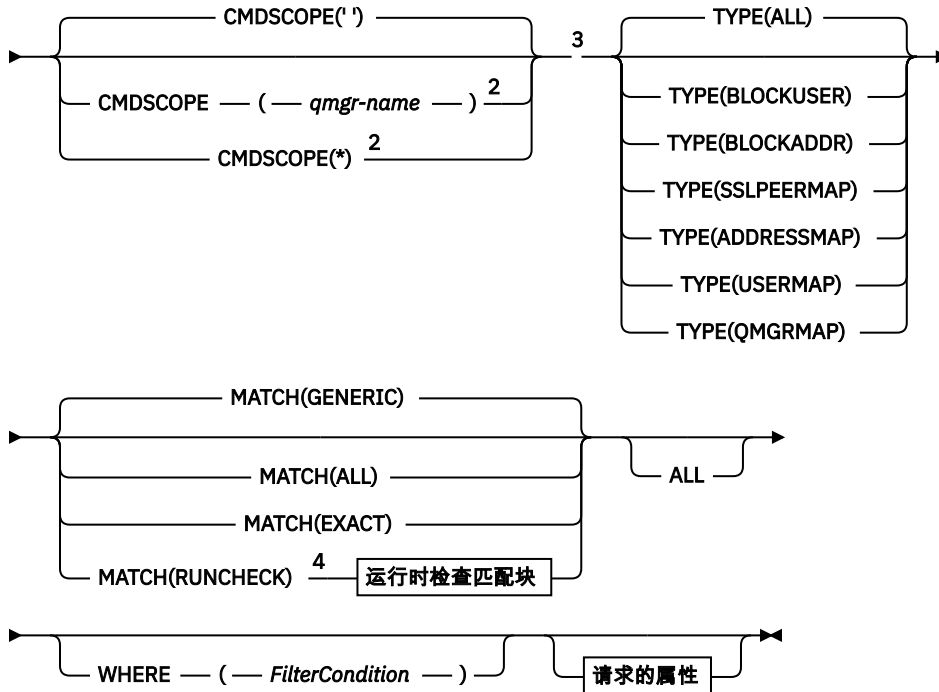 CMDSCOPE(' ')
CMDSCOPE ( qmgr-name ) 2
CMDSCOPE(*) 2
3
TYPE(ALL)
TYPE(BLOCKUSER)
TYPE(BLOCKADDR)
TYPE(SSLPEERMAP)
TYPE(ADDRESSMAP)
TYPE(USERMAP)
TYPE(QMGRMAP)
MATCH(GENERIC)
MATCH(ALL)
MATCH(EXACT)
MATCH(RUNCHECK) 4 运行时检查匹配块
ALL
WHERE ( FilterCondition )
请求的属性